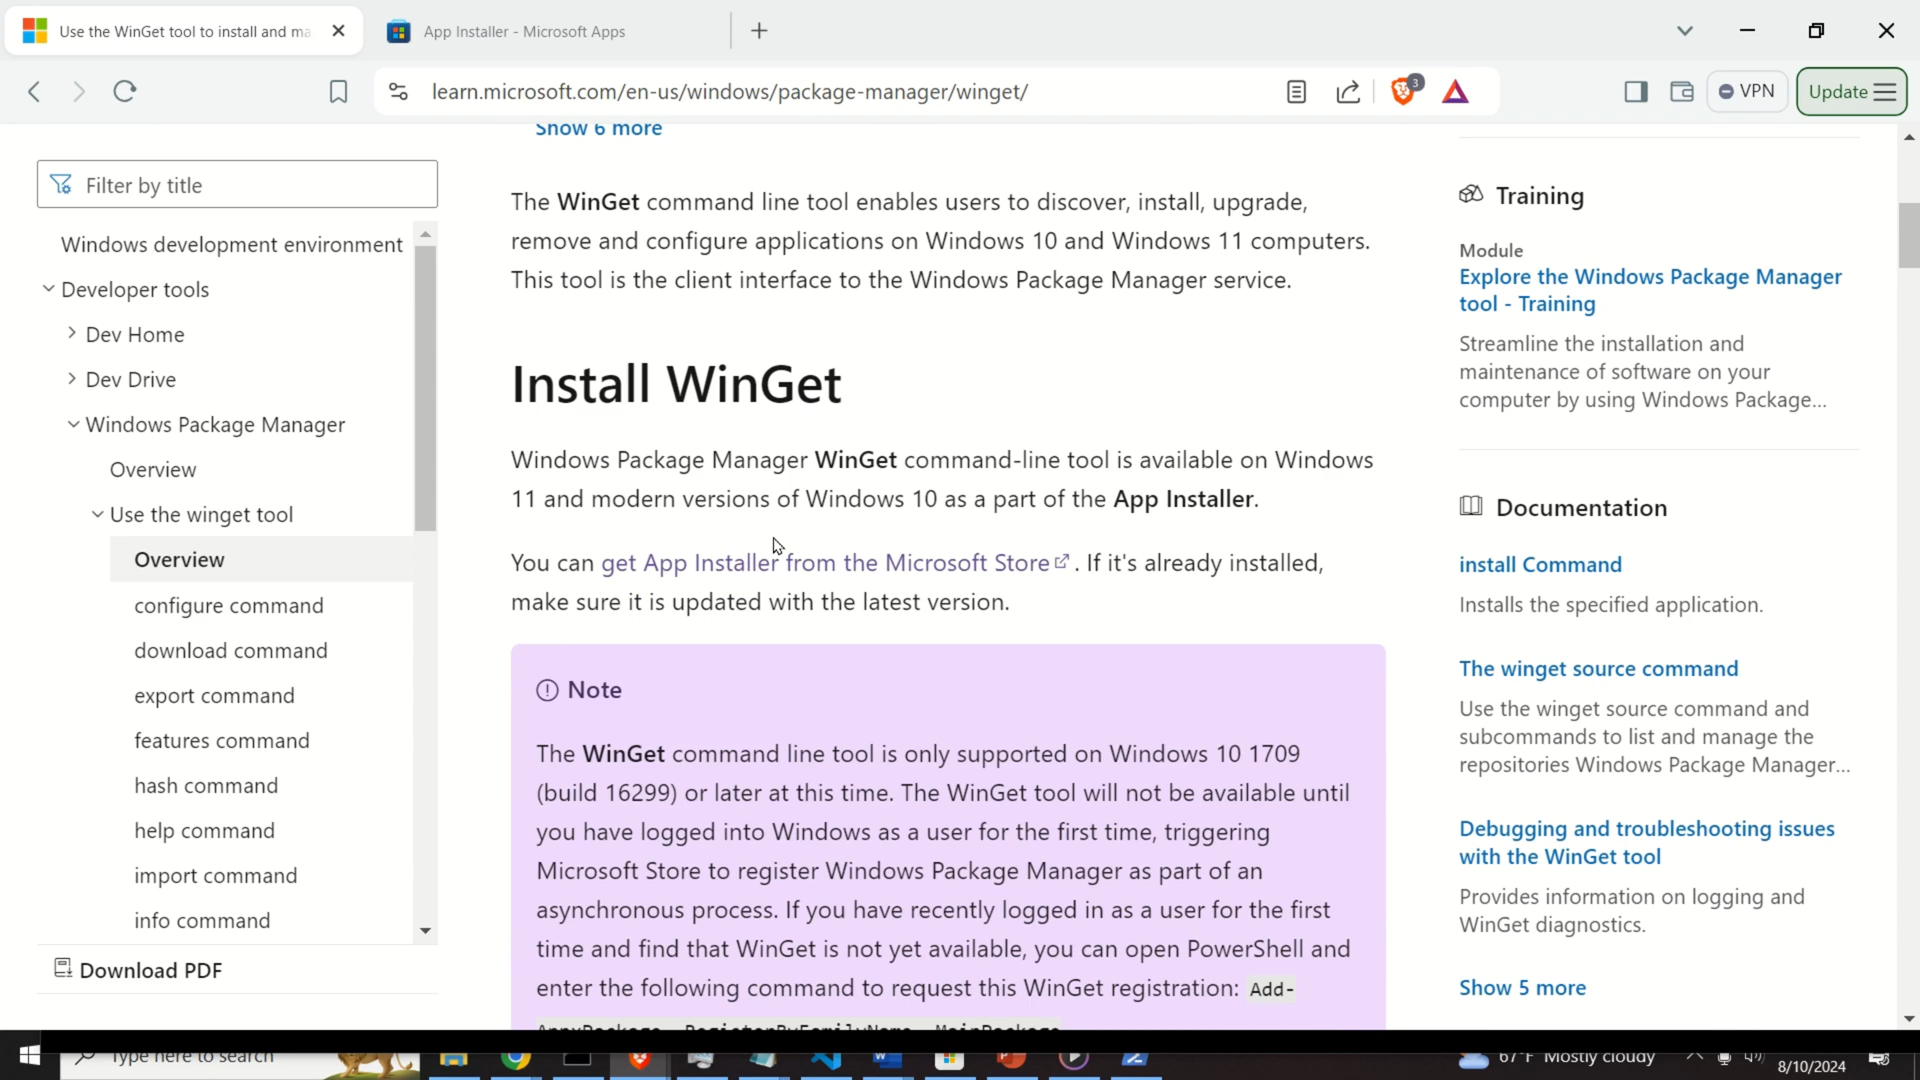 Use the WinGet tool to install and ma
App Installer - Microsoft Apps
learn.microsoft.com/en-us/windows/package-manager/winget/
3
VPN
Update
Filter by title
Windows development environment
Developer tools
Dev Home
Dev Drive
Windows Package Manager
Overview
Use the winget tool
Overview
configure command
download command
export command
features command
hash command
help command
import command
info command
Download PDF
Show 6 more
The WinGet command line tool enables users to discover, install, upgrade,
remove and configure applications on Windows 10 and Windows 11 computers.
This tool is the client interface to the Windows Package Manager service.
Install WinGet
Windows Package Manager WinGet command-line tool is available on Windows
11 and modern versions of Windows 10 as a part of the App Installer.
You can get App Installer from the Microsoft Store. If it's already installed,
make sure it is updated with the latest version.
Note
The WinGet command line tool is only supported on Windows 10 1709
(build 16299) or later at this time. The WinGet tool will not be available until
you have logged into Windows as a user for the first time, triggering
Microsoft Store to register Windows Package Manager as part of an
asynchronous process. If you have recently logged in as a user for the first
time and find that WinGet is not yet available, you can open PowerShell and
enter the following command to request this WinGet registration: Add-
AppxPackage -RegisterByFamilyName -MainPackage
Training
Module
Explore the Windows Package Manager
tool - Training
Streamline the installation and
maintenance of software on your
computer by using Windows Package...
Documentation
install Command
Installs the specified application.
The winget source command
Use the winget source command and
subcommands to list and manage the
repositories Windows Package Manager...
Debugging and troubleshooting issues
with the WinGet tool
Provides information on logging and
WinGet diagnostics.
Show 5 more
Type here to search
67°F Mostly cloudy
8/10/2024